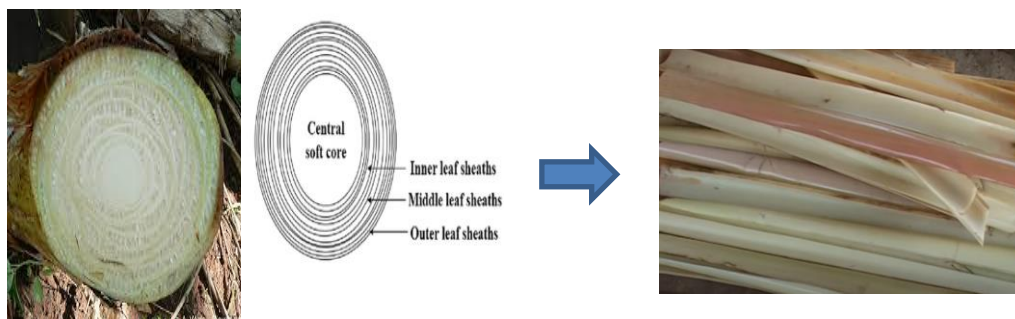 Central
soft core
Inner leaf sheaths
Middle leaf sheaths
Outer leaf sheaths